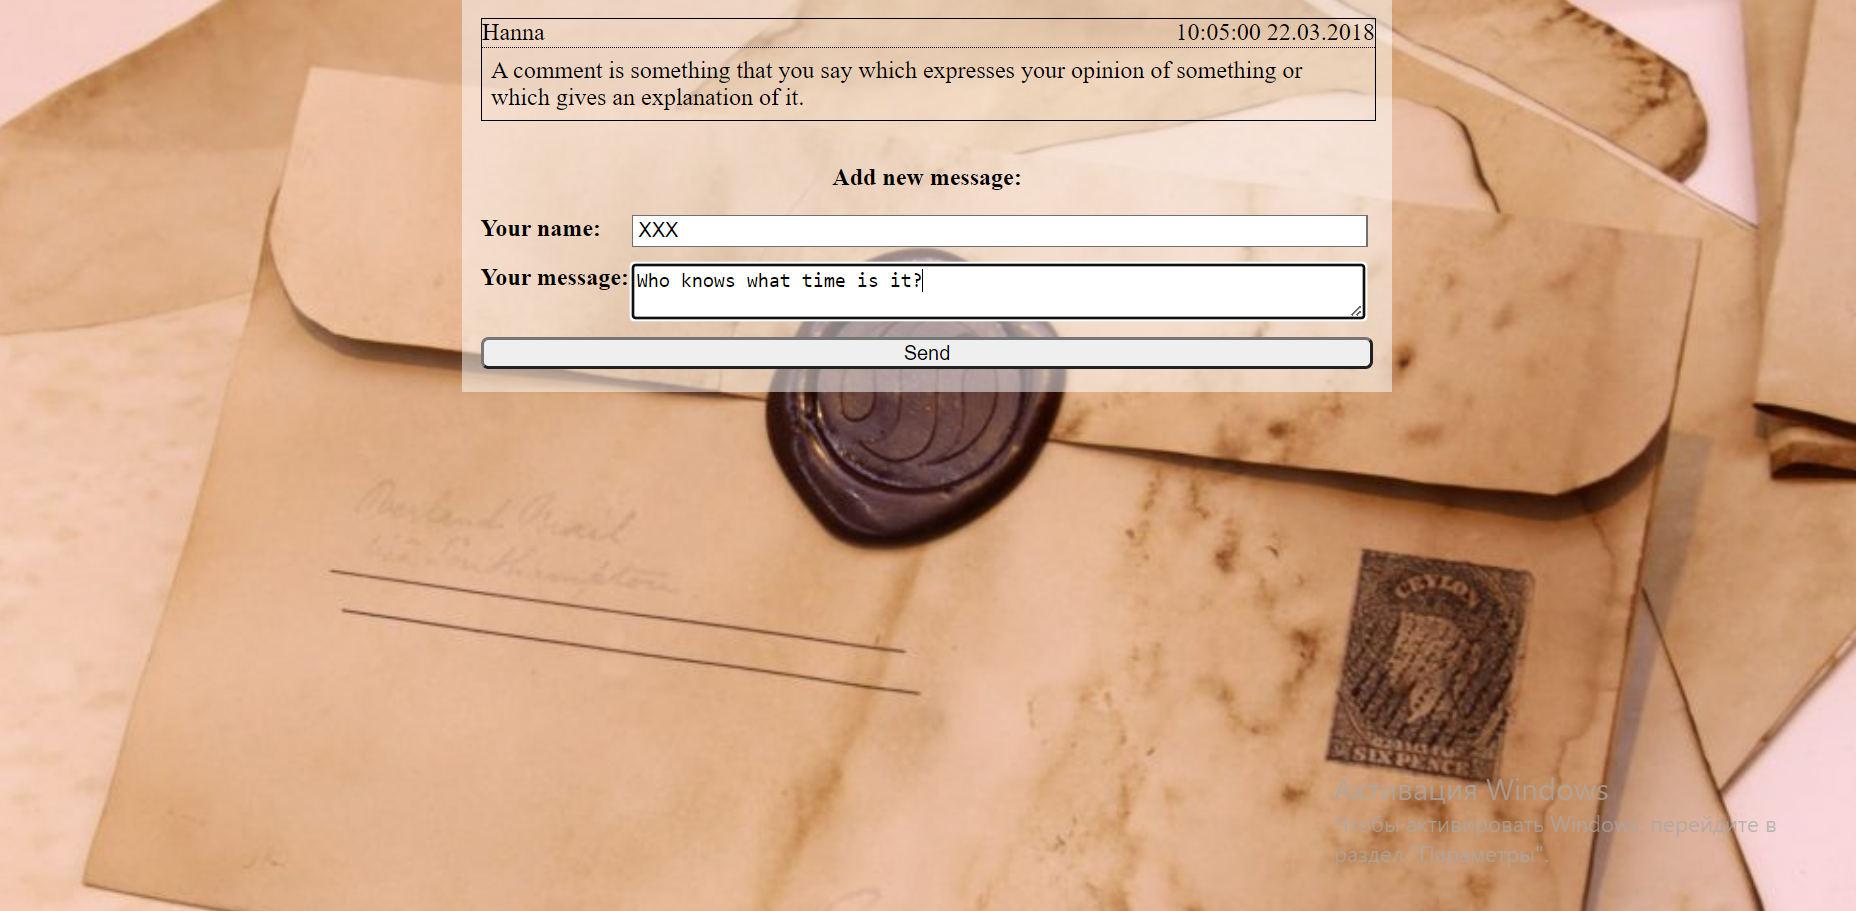 Hanna 10:05:00 22.03.2018
A comment is something that you say which expresses your opinion of something or
which gives an explanation of it.
Add new message:
Your name: XXX
Your message: Who knows what time is it?
Send
Overland Mail
via Southampton
CEYLON
SIX PENCE
Активация Windows
Чтобы активировать Windows, перейдите в
раздел "Параметры".